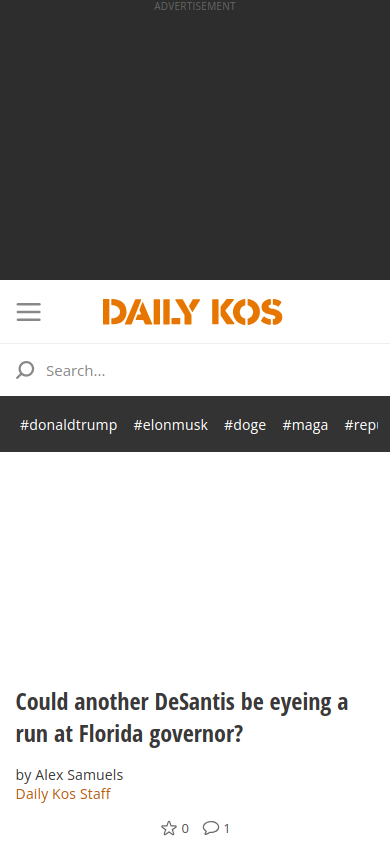 ADVERTISEMENT
DAILY KOS
Search...
#donaldtrump #elonmusk #doge #maga #repu
Could another DeSantis be eyeing a
run at Florida governor?
by Alex Samuels
Daily Kos Staff
0 1